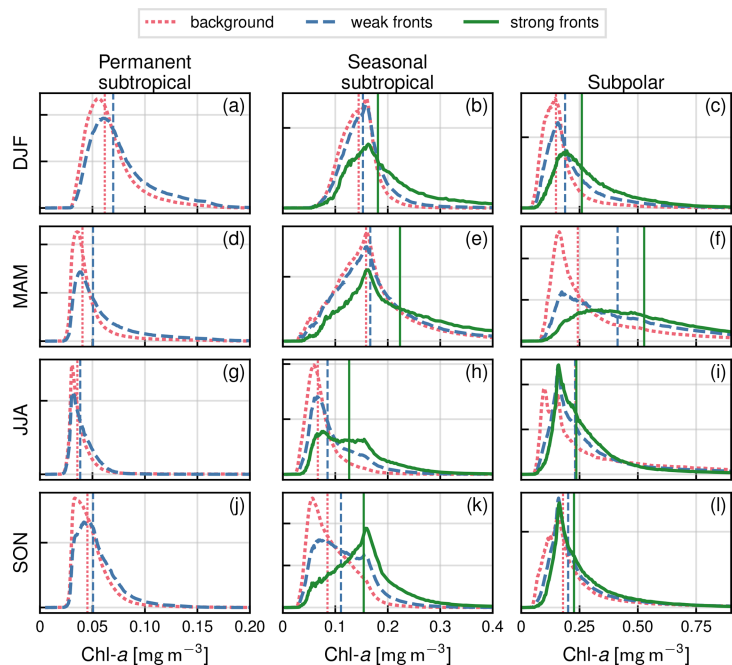 background weak fronts strong fronts
Permanent subtropical
Seasonal subtropical
Subpolar
DJF
(a) (b) (c)
MAM
(d) (e) (f)
JJA
(g) (h) (i)
SON
(j) (k) (l)
0 0.05 0.10 0.15 0.20 0 0.1 0.2 0.3 0.4 0 0.25 0.50 0.75
Chl-a [mg m⁻³] Chl-a [mg m⁻³] Chl-a [mg m⁻³]